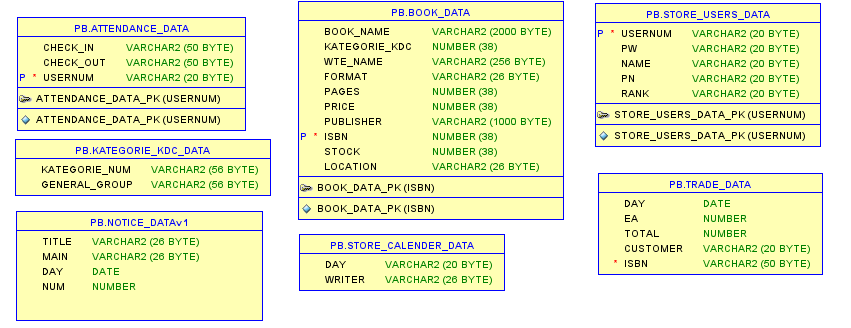 PB.ATTENDANCE_DATA
CHECK_IN VARCHAR2 (50 BYTE)
CHECK_OUT VARCHAR2 (50 BYTE)
P * USERNUM VARCHAR2 (20 BYTE)
ATTENDANCE_DATA_PK (USERNUM)
ATTENDANCE_DATA_PK (USERNUM)
PB.KATEGORIE_KDC_DATA
KATEGORIE_NUM VARCHAR2 (56 BYTE)
GENERAL_GROUP VARCHAR2 (56 BYTE)
PB.NOTICE_DATAv1
TITLE VARCHAR2 (26 BYTE)
MAIN VARCHAR2 (26 BYTE)
DAY DATE
NUM NUMBER
PB.BOOK_DATA
BOOK_NAME VARCHAR2 (2000 BYTE)
KATEGORIE_KDC NUMBER (38)
WTE_NAME VARCHAR2 (256 BYTE)
FORMAT VARCHAR2 (26 BYTE)
PAGES NUMBER (38)
PRICE NUMBER (38)
PUBLISHER VARCHAR2 (1000 BYTE)
P * ISBN NUMBER (38)
STOCK NUMBER (38)
LOCATION VARCHAR2 (26 BYTE)
BOOK_DATA_PK (ISBN)
BOOK_DATA_PK (ISBN)
PB.STORE_CALENDER_DATA
DAY VARCHAR2 (20 BYTE)
WRITER VARCHAR2 (26 BYTE)
PB.STORE_USERS_DATA
P * USERNUM VARCHAR2 (20 BYTE)
PW VARCHAR2 (20 BYTE)
NAME VARCHAR2 (20 BYTE)
PN VARCHAR2 (20 BYTE)
RANK VARCHAR2 (20 BYTE)
STORE_USERS_DATA_PK (USERNUM)
STORE_USERS_DATA_PK (USERNUM)
PB.TRADE_DATA
DAY DATE
EA NUMBER
TOTAL NUMBER
CUSTOMER VARCHAR2 (20 BYTE)
* ISBN VARCHAR2 (50 BYTE)